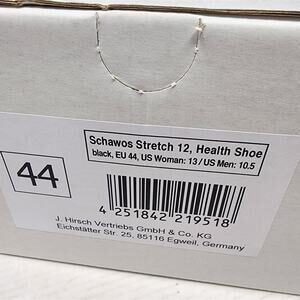 Schawos Stretch 12, Health Shoe
black, EU 44, US Woman: 13 / US Men: 10.5
44
4 251842 219518
J. Hirsch Vertriebs GmbH & Co. KG
Eichstätter Str. 25, 85116 Egweil, Germany